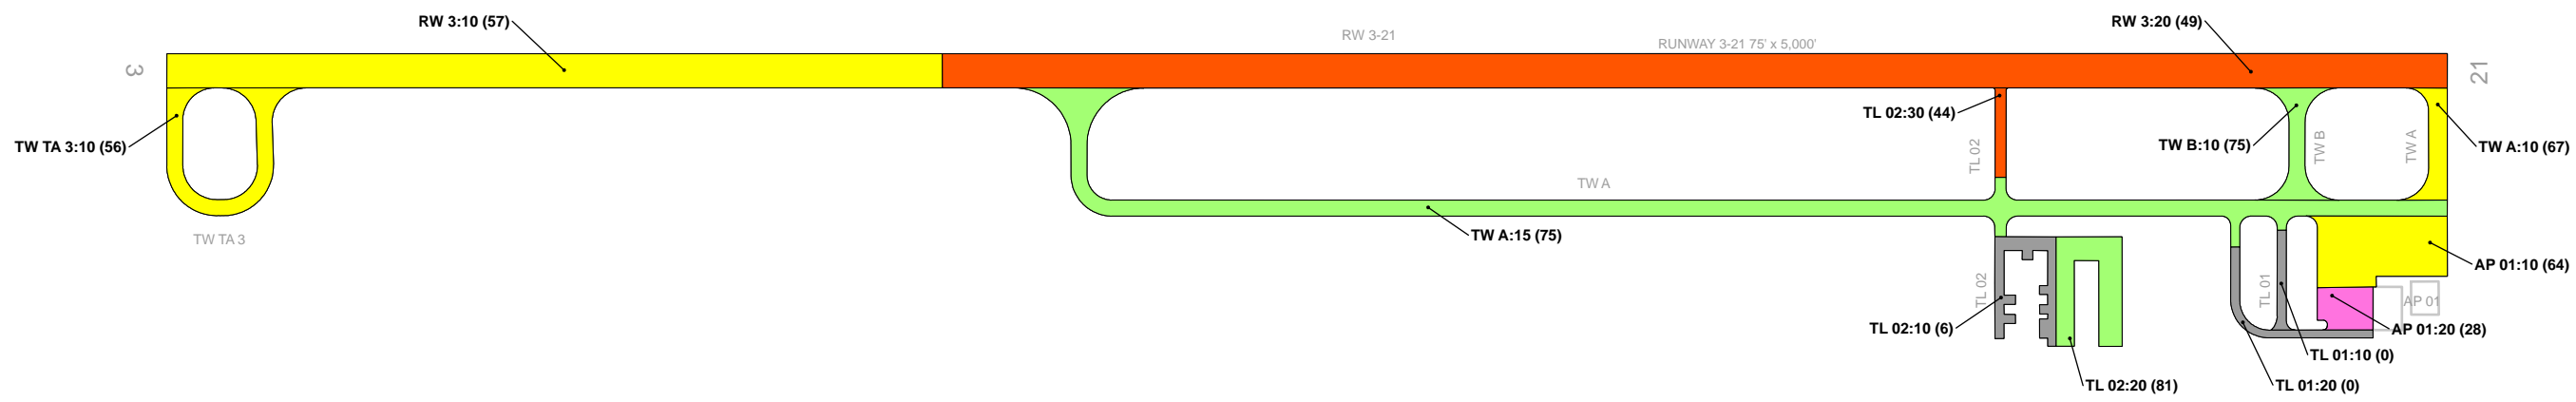 RW 3:10 (57)
RW 3:20 (49)
RW 3-21
RUNWAY 3-21 75' x 5,000'
3
21
TL 02:30 (44)
TW TA 3:10 (56)
TW B:10 (75)
TW B
TW A
TW A:10 (67)
TL 02
TW A
TW TA 3
TW A:15 (75)
AP 01:10 (64)
TL 02
TL 01
AP 01
TL 02:10 (6)
AP 01:20 (28)
TL 01:10 (0)
TL 02:20 (81)
TL 01:20 (0)